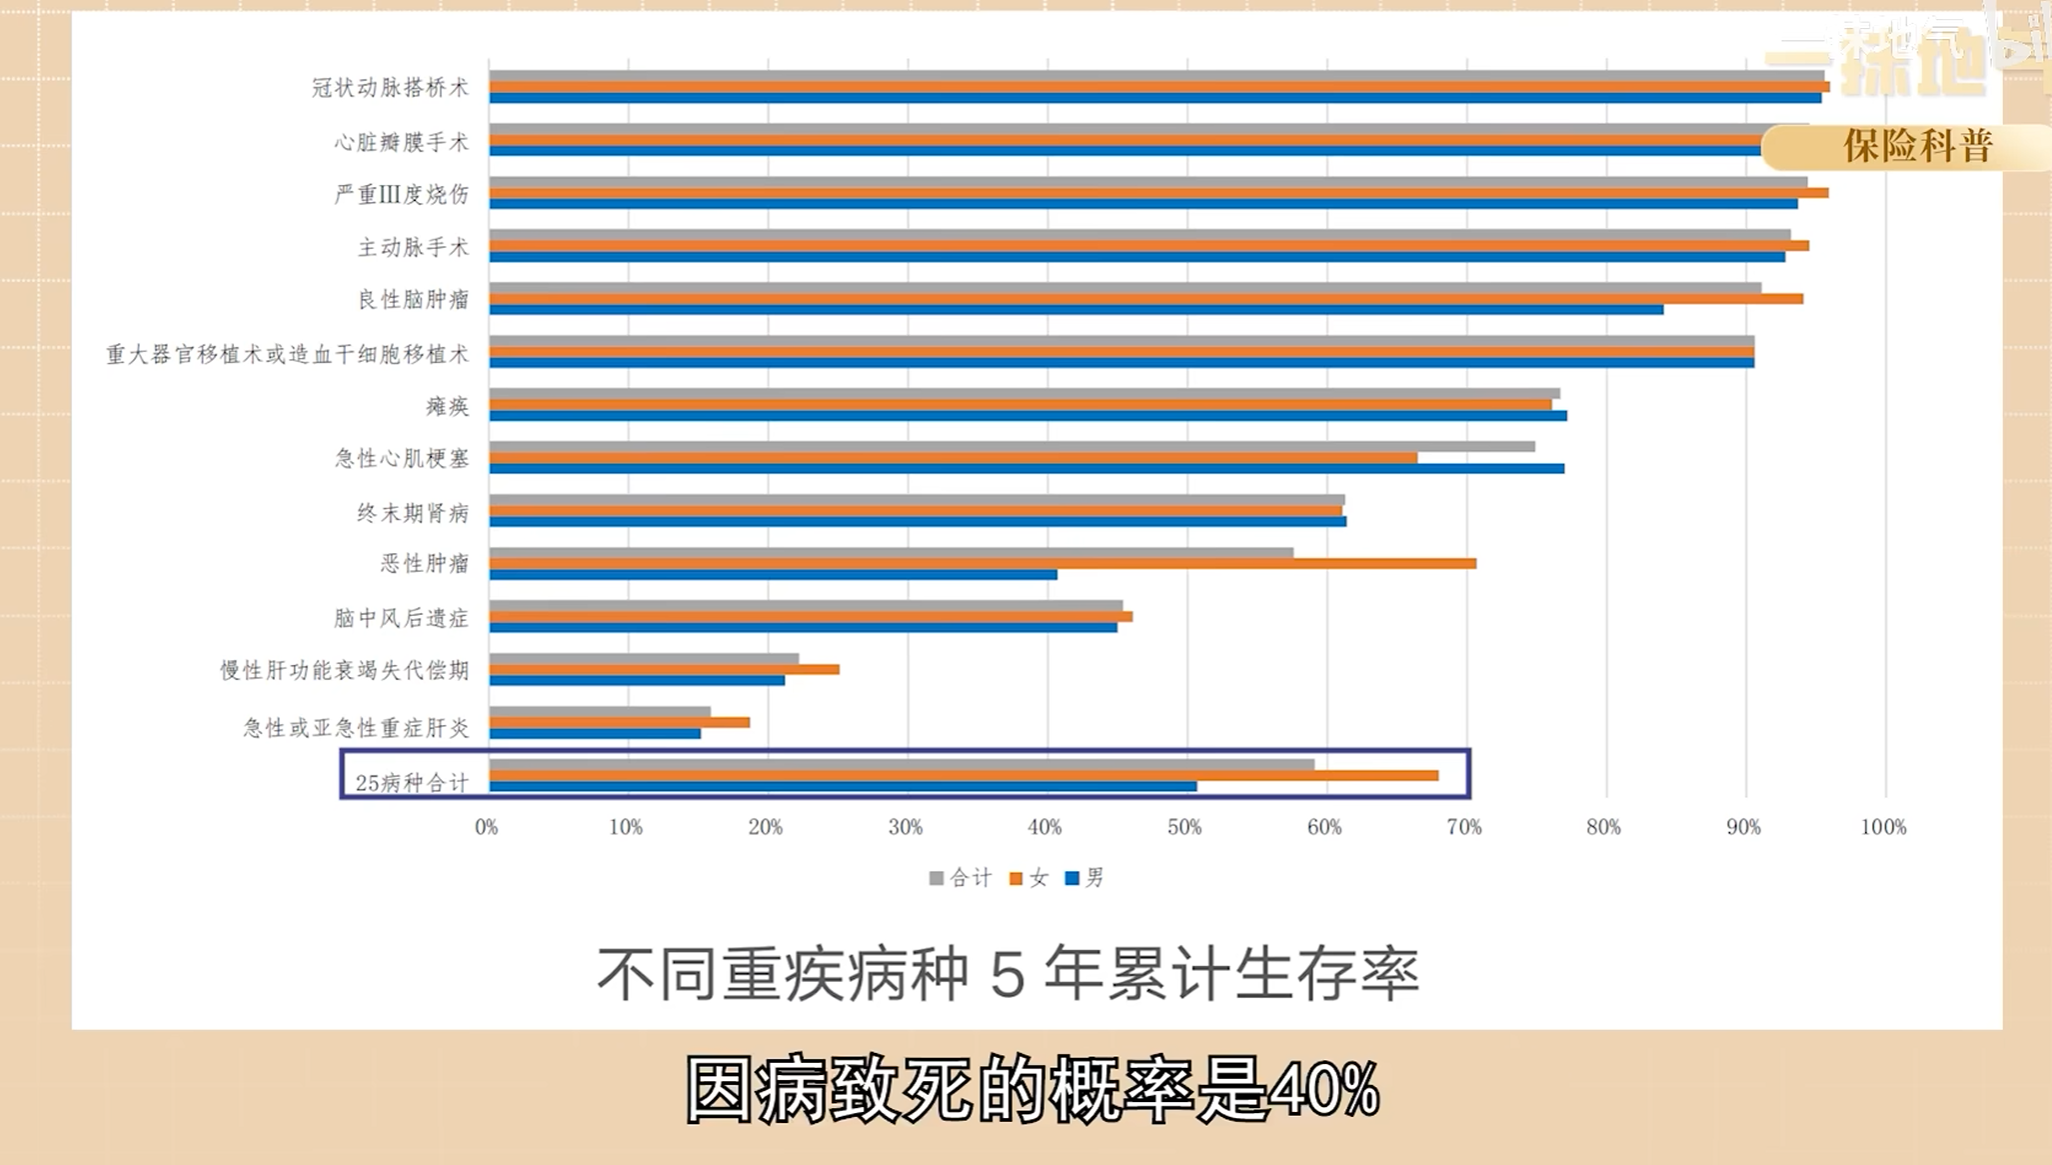 保险科普
冠状动脉搭桥术
心脏瓣膜手术
严重III度烧伤
主动脉手术
良性脑肿瘤
重大器官移植术或造血干细胞移植术
瘫痪
急性心肌梗塞
终末期肾病
恶性肿瘤
脑中风后遗症
慢性肝功能衰竭失代偿期
急性或亚急性重症肝炎
25病种合计
0% 10% 20% 30% 40% 50% 60% 70% 80% 90% 100%
合计 女 男
不同重疾病种 5 年累计生存率
因病致死的概率是40%